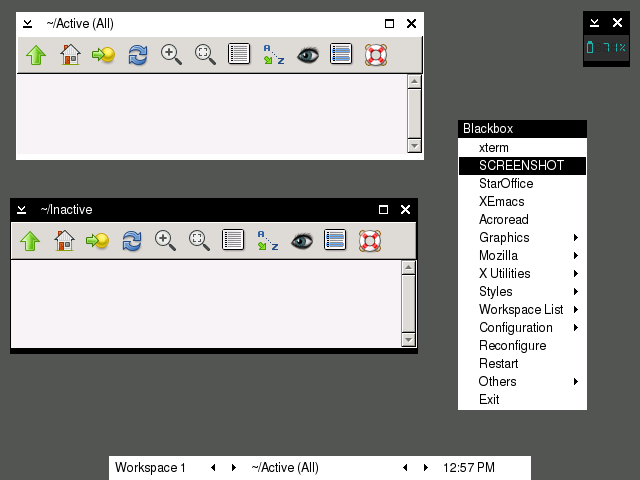 ~/Active (All)
A
Z
71%
~/Inactive
A
Z
Blackbox
xterm
SCREENSHOT
StarOffice
XEmacs
Acroread
Graphics
Mozilla
X Utilities
Styles
Workspace List
Configuration
Reconfigure
Restart
Others
Exit
Workspace 1
~/Active (All)
12:57 PM